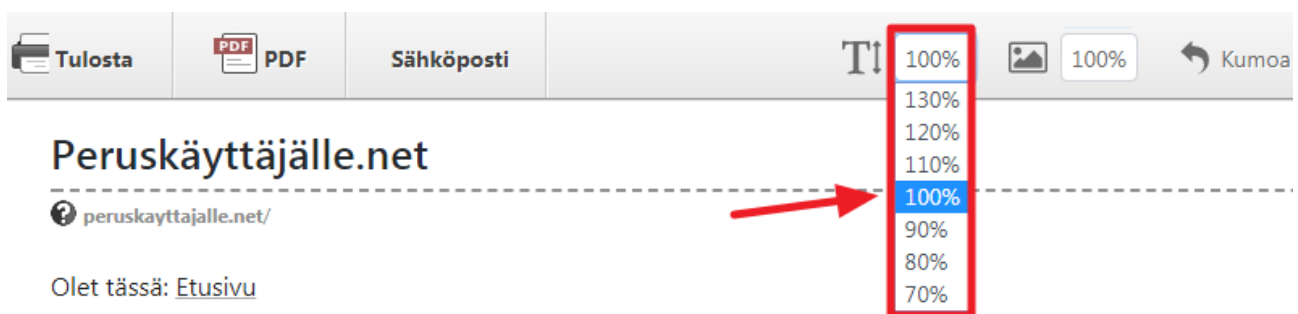 Tulosta PDF PDF Sähköposti T 100% 100% Kumoa
130%
120%
Peruskäyttäjälle.net
110%
100%
peruskayttajalle.net/
90%
80%
Olet tässä: Etusivu
70%